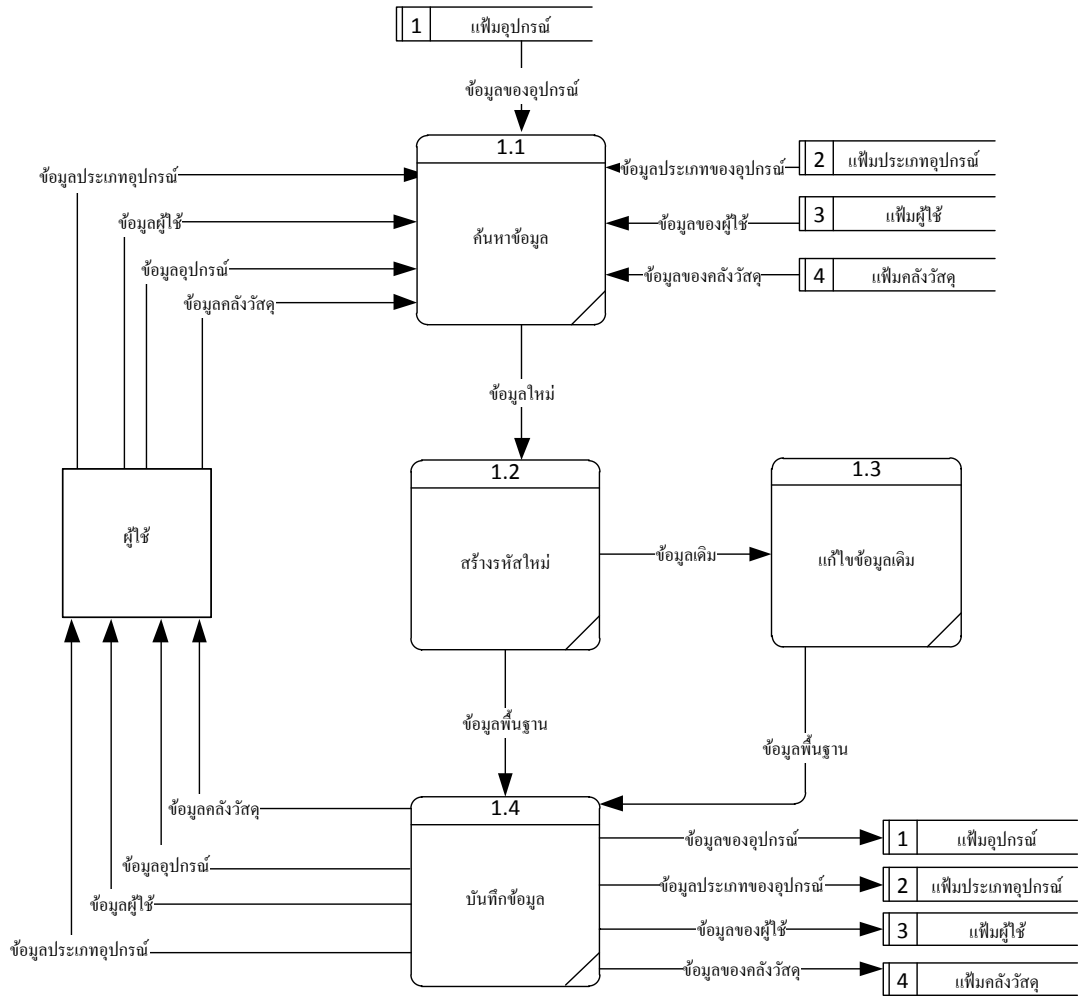 1 แฟ้มอุปกรณ์
ข้อมูลของอุปกรณ์
1.1
ค้นหาข้อมูล
ข้อมูลประเภทอุปกรณ์
ข้อมูลผู้ใช้
ข้อมูลอุปกรณ์
ข้อมูลคลังวัสดุ
ข้อมูลประเภทของอุปกรณ์
2 แฟ้มประเภทอุปกรณ์
ข้อมูลของผู้ใช้
3 แฟ้มผู้ใช้
ข้อมูลของคลังวัสดุ
4 แฟ้มคลังวัสดุ
ข้อมูลใหม่
ผู้ใช้
1.2
สร้างรหัสใหม่
ข้อมูลเดิม
1.3
แก้ไขข้อมูลเดิม
ข้อมูลพื้นฐาน
ข้อมูลพื้นฐาน
1.4
บันทึกข้อมูล
ข้อมูลคลังวัสดุ
ข้อมูลอุปกรณ์
ข้อมูลผู้ใช้
ข้อมูลประเภทอุปกรณ์
ข้อมูลของอุปกรณ์
1 แฟ้มอุปกรณ์
ข้อมูลประเภทของอุปกรณ์
2 แฟ้มประเภทอุปกรณ์
ข้อมูลของผู้ใช้
3 แฟ้มผู้ใช้
ข้อมูลของคลังวัสดุ
4 แฟ้มคลังวัสดุ